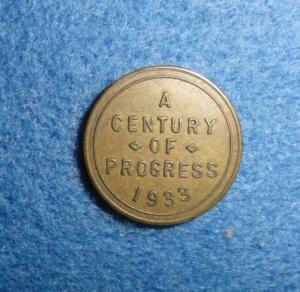 A
CENTURY
OF
PROGRESS
1933